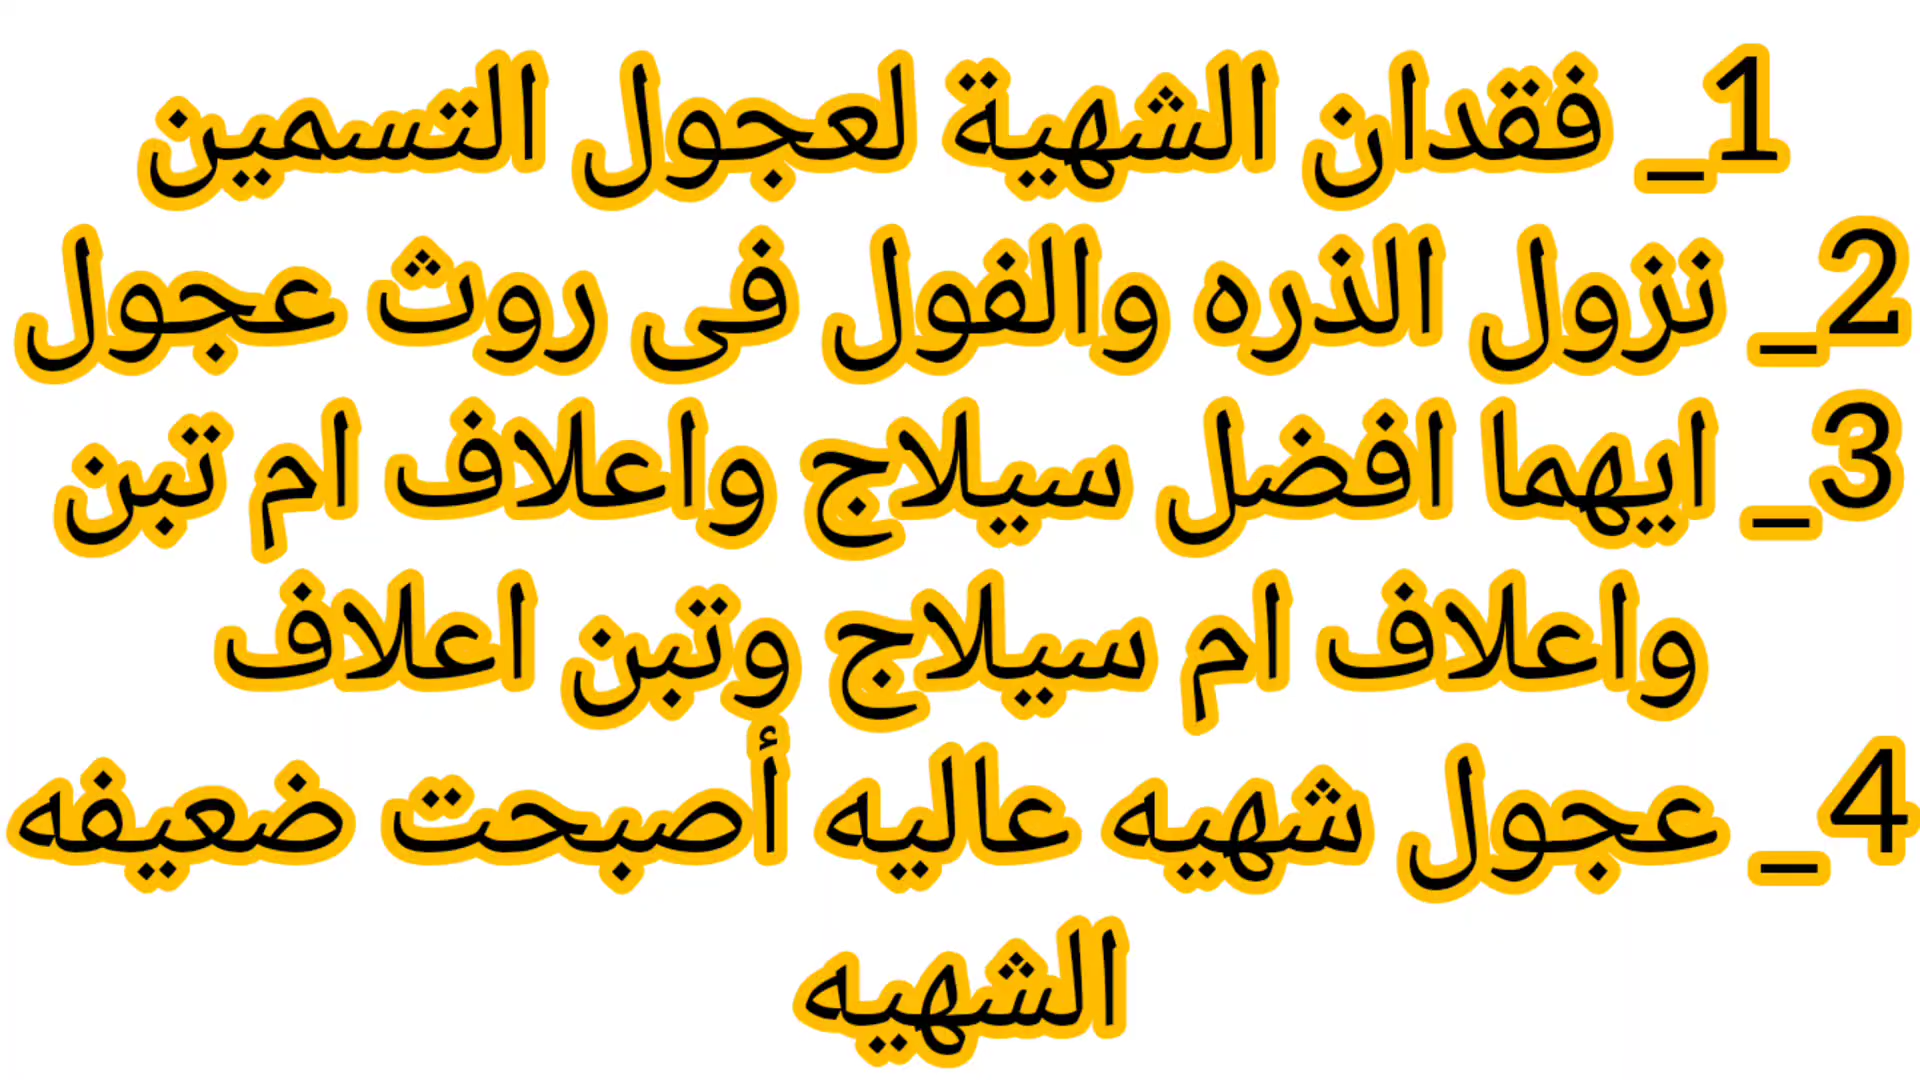 1_ فقدان الشهية لعجول التسمين
2_ نزول الذره والفول فى روث عجول
3_ ايهما افضل سيلاج واعلاف ام تبن
واعلاف ام سيلاج وتبن اعلاف
4_ عجول شهيه عاليه أصبحت ضعيفه
الشهيه